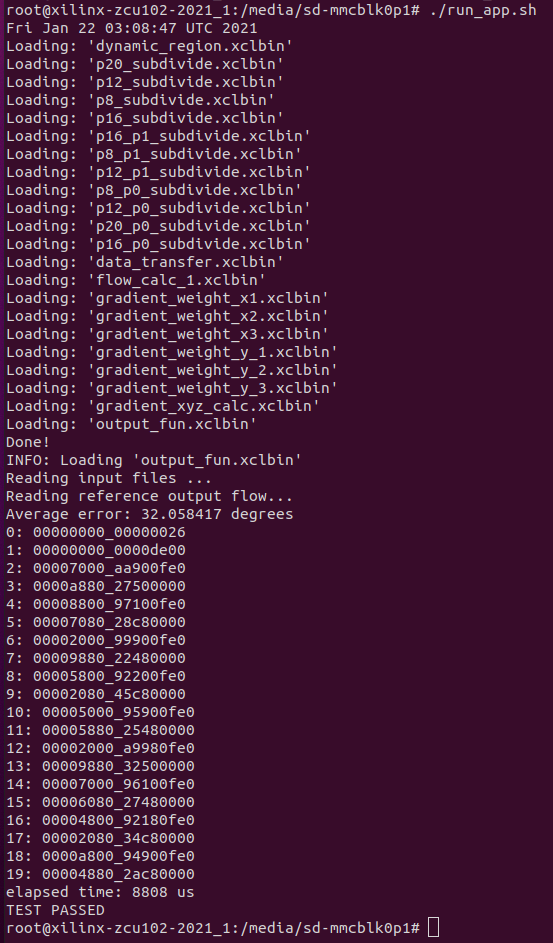 root@xilinx-zcu102-2021_1:/media/sd-mmcblk0p1# ./run_app.sh
Fri Jan 22 03:08:47 UTC 2021
Loading: 'dynamic_region.xclbin'
Loading: 'p20_subdivide.xclbin'
Loading: 'p12_subdivide.xclbin'
Loading: 'p8_subdivide.xclbin'
Loading: 'p16_subdivide.xclbin'
Loading: 'p16_p1_subdivide.xclbin'
Loading: 'p8_p1_subdivide.xclbin'
Loading: 'p12_p1_subdivide.xclbin'
Loading: 'p8_p0_subdivide.xclbin'
Loading: 'p12_p0_subdivide.xclbin'
Loading: 'p20_p0_subdivide.xclbin'
Loading: 'p16_p0_subdivide.xclbin'
Loading: 'data_transfer.xclbin'
Loading: 'flow_calc_1.xclbin'
Loading: 'gradient_weight_x1.xclbin'
Loading: 'gradient_weight_x2.xclbin'
Loading: 'gradient_weight_x3.xclbin'
Loading: 'gradient_weight_y_1.xclbin'
Loading: 'gradient_weight_y_2.xclbin'
Loading: 'gradient_weight_y_3.xclbin'
Loading: 'gradient_xyz_calc.xclbin'
Loading: 'output_fun.xclbin'
Done!
INFO: Loading 'output_fun.xclbin'
Reading input files ...
Reading reference output flow...
Average error: 32.058417 degrees
0: 00000000_00000026
1: 00000000_0000de00
2: 00007000_aa900fe0
3: 0000a880_27500000
4: 00008800_97100fe0
5: 00007080_28c80000
6: 00002000_99900fe0
7: 00009880_22480000
8: 00005800_92200fe0
9: 00002080_45c80000
10: 00005000_95900fe0
11: 00005880_25480000
12: 00002000_a9980fe0
13: 00009880_32500000
14: 00007000_96100fe0
15: 00006080_27480000
16: 00004800_92180fe0
17: 00002080_34c80000
18: 0000a800_94900fe0
19: 00004880_2ac80000
elapsed time: 8808 us
TEST PASSED
root@xilinx-zcu102-2021_1:/media/sd-mmcblk0p1#